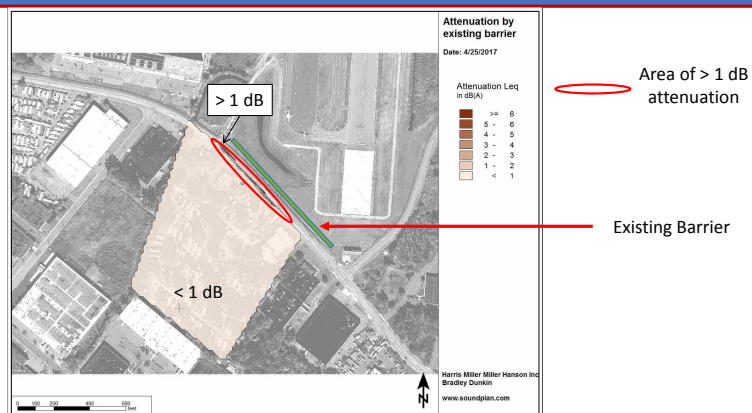 Attenuation by
existing barrier
Date: 4/25/2017
Attenuation Leq
in dB(A)
>= 6
5 - 6
4 - 5
3 - 4
2 - 3
1 - 2
< 1
> 1 dB
Area of > 1 dB
attenuation
Existing Barrier
< 1 dB
Harris Miller Miller Hanson Inc
Bradley Dunkin
www.soundplan.com
N
0 100 200 400 600
feet